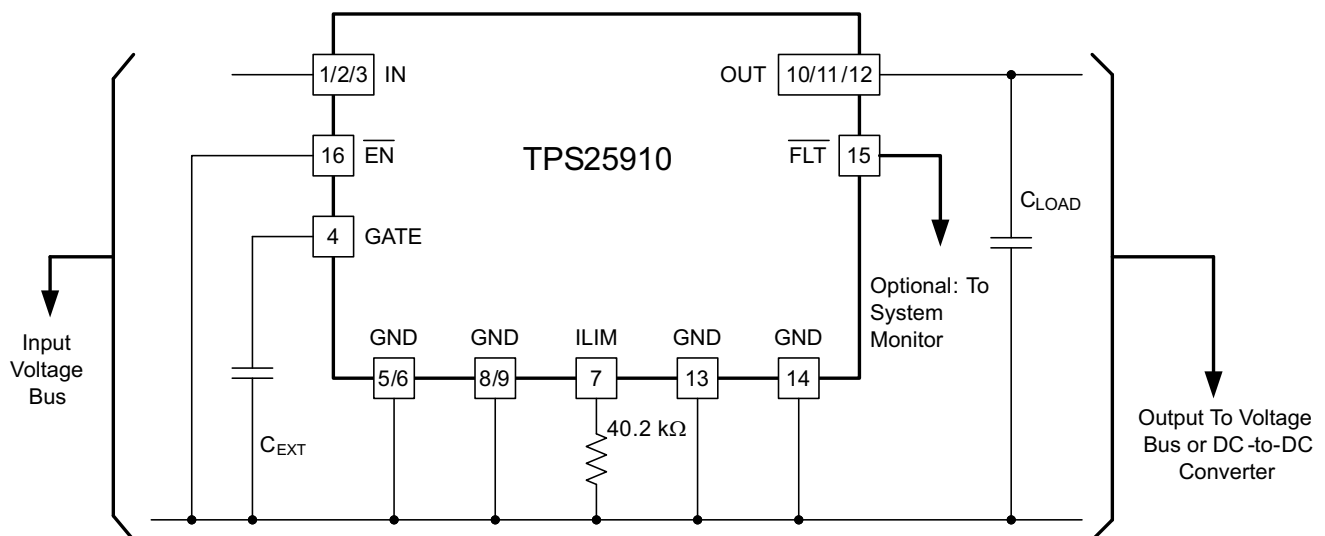 1/2/3 IN
OUT 10/11/12
16 EN
TPS25910
FLT 15
4 GATE
C_LOAD
Optional: To
System
Monitor
Input
Voltage
Bus
GND
GND
ILIM
GND
GND
5/6
8/9
7
13
14
C_EXT
40.2 kΩ
Output To Voltage
Bus or DC-to-DC
Converter